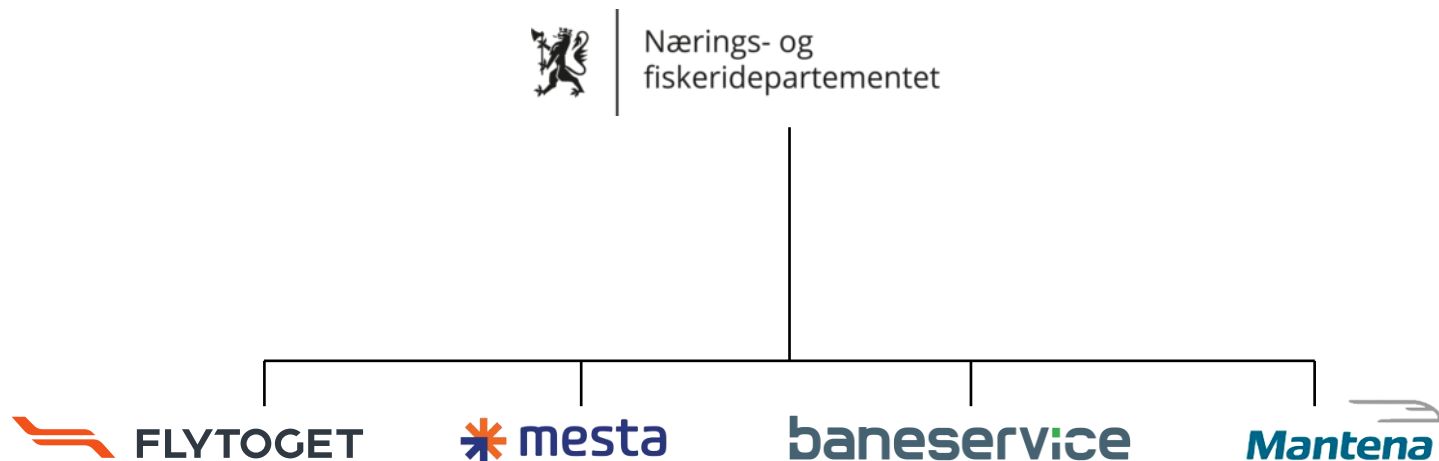 Nærings- og
fiskeridepartementet
FLYTOGET
mesta
baneservice
Mantena